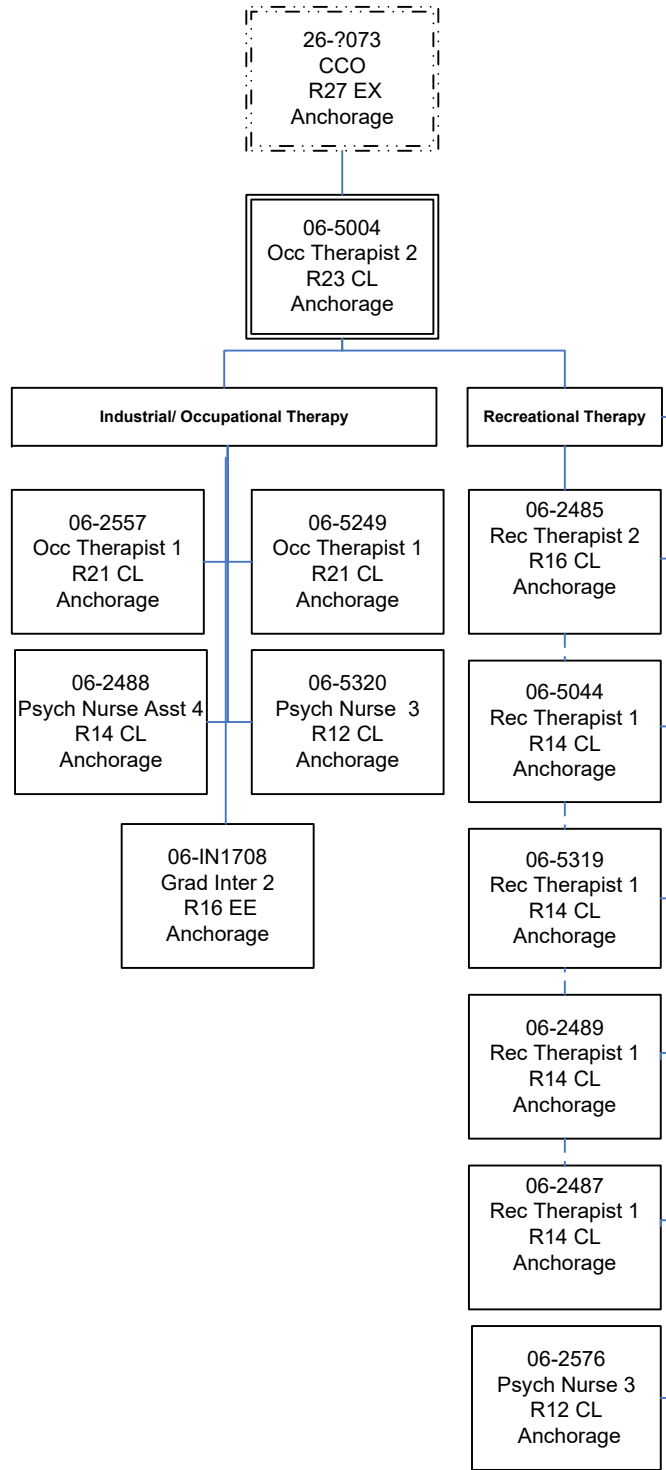 26-?073
CCO
R27 EX
Anchorage
06-5004
Occ Therapist 2
R23 CL
Anchorage
Industrial/ Occupational Therapy
Recreational Therapy
06-2557
Occ Therapist 1
R21 CL
Anchorage
06-5249
Occ Therapist 1
R21 CL
Anchorage
06-2485
Rec Therapist 2
R16 CL
Anchorage
06-2488
Psych Nurse Asst 4
R14 CL
Anchorage
06-5320
Psych Nurse  3
R12 CL
Anchorage
06-5044
Rec Therapist 1
R14 CL
Anchorage
06-IN1708
Grad Inter 2
R16 EE
Anchorage
06-5319
Rec Therapist 1
R14 CL
Anchorage
06-2489
Rec Therapist 1
R14 CL
Anchorage
06-2487
Rec Therapist 1
R14 CL
Anchorage
06-2576
Psych Nurse 3
R12 CL
Anchorage